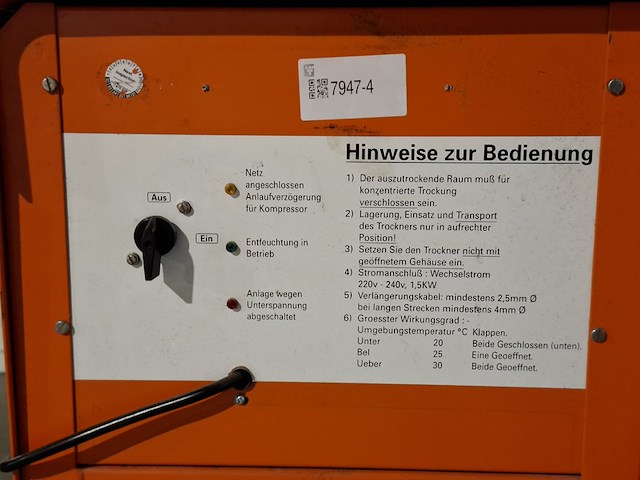 7947-4
Hinweise zur Bedienung
Netz
angeschlossen
Anlaufverzögerung
für Kompressor
Aus
Ein
Entfeuchtung in
Betrieb
Anlage wegen
Unterspannung
abgeschaltet
1) Der auszutrockende Raum muß für
konzentrierte Trockung
verschlossen sein.
2) Lagerung, Einsatz und Transport
des Trockners nur in aufrechter
Position!
3) Setzen Sie den Trockner nicht mit
geöffnetem Gehäuse ein.
4) Stromanschluß : Wechselstrom
220v - 240v, 1,5KW
5) Verlängerungskabel: mindestens 2,5mm Ø
bei langen Strecken mindestens 4mm Ø
6) Groesster Wirkungsgrad : -
Umgebungstemperatur °C Klappen.
Unter 20 Beide Geschlossen (unten).
Bel 25 Eine Geoeffnet.
Ueber 30 Beide Geoeffnet.